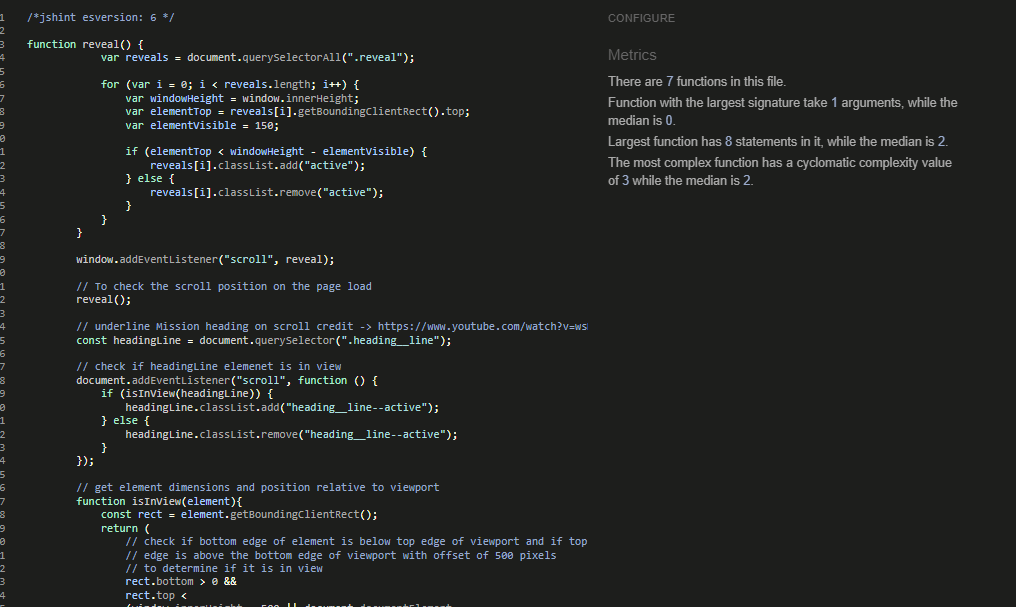 1 /*jshint esversion: 6 */
2
3 function reveal() {
4 var reveals = document.querySelectorAll(".reveal");
5
6 for (var i = 0; i < reveals.length; i++) {
7 var windowHeight = window.innerHeight;
8 var elementTop = reveals[i].getBoundingClientRect().top;
9 var elementVisible = 150;
0
1 if (elementTop < windowHeight - elementVisible) {
2 reveals[i].classList.add("active");
3 } else {
4 reveals[i].classList.remove("active");
5 }
6 }
7 }
8
9 window.addEventListener("scroll", reveal);
0
1 // To check the scroll position on the page load
2 reveal();
3
4 // underline Mission heading on scroll credit -> https://www.youtube.com/watch?v=ws
5 const headingLine = document.querySelector(".heading__line");
6
7 // check if headingLine elemenet is in view
8 document.addEventListener("scroll", function () {
9 if (isInView(headingLine)) {
0 headingLine.classList.add("heading__line--active");
1 } else {
2 headingLine.classList.remove("heading__line--active");
3 }
4 });
5
6 // get element dimensions and position relative to viewport
7 function isInView(element){
8 const rect = element.getBoundingClientRect();
9 return (
0 // check if bottom edge of element is below top edge of viewport and if top
1 // edge is above the bottom edge of viewport with offset of 500 pixels
2 // to determine if it is in view
3 rect.bottom > 0 &&
4 rect.top <
(window.innerHeight - 500 || document.documentElement
CONFIGURE
Metrics
There are 7 functions in this file.
Function with the largest signature take 1 arguments, while the
median is 0.
Largest function has 8 statements in it, while the median is 2.
The most complex function has a cyclomatic complexity value
of 3 while the median is 2.